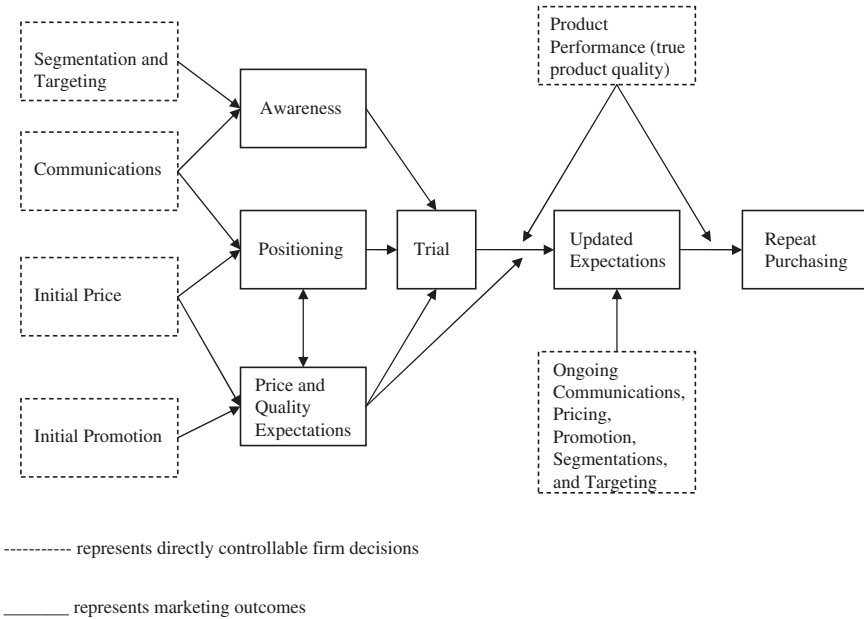 Segmentation and
Targeting
Communications
Initial Price
Initial Promotion
Awareness
Positioning
Price and
Quality
Expectations
Trial
Product
Performance (true
product quality)
Updated
Expectations
Repeat
Purchasing
Ongoing
Communications,
Pricing,
Promotion,
Segmentations,
and Targeting
----------- represents directly controllable firm decisions
_______ represents marketing outcomes